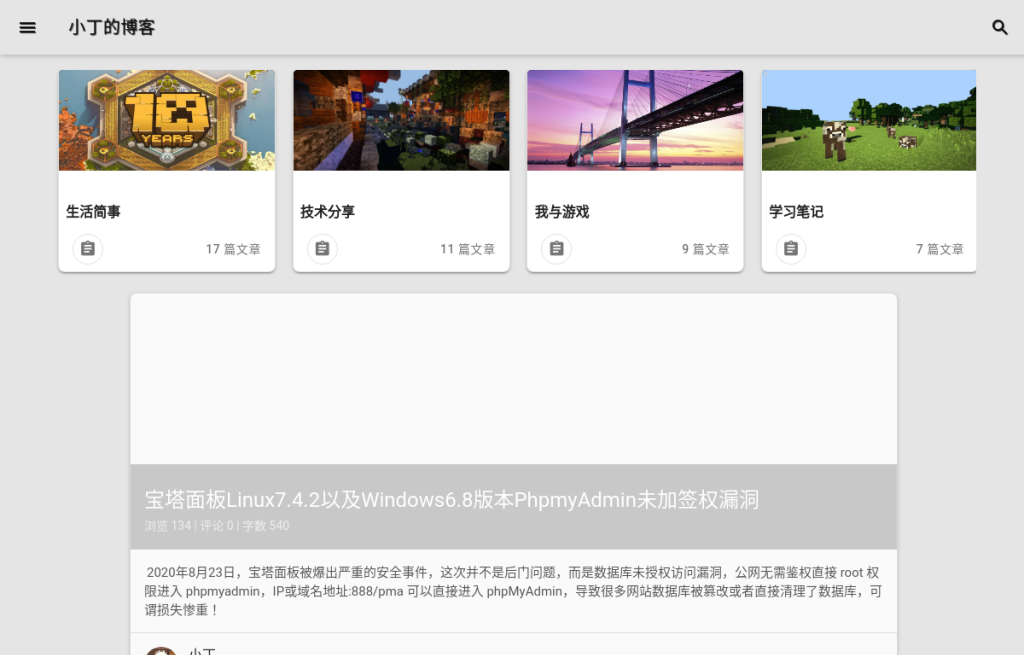 小丁的博客
10
YEARS
生活简事
17 篇文章
技术分享
11 篇文章
我与游戏
9 篇文章
学习笔记
7 篇文章
宝塔面板Linux7.4.2以及Windows6.8版本PhpmyAdmin未加签权漏洞
浏览 134 | 评论 0 | 字数 540
2020年8月23日，宝塔面板被爆出严重的安全事件，这次并不是后门问题，而是数据库未授权访问漏洞，公网无需鉴权直接 root 权
限进入 phpmyadmin，IP或域名地址:888/pma 可以直接进入 phpMyAdmin，导致很多网站数据库被篡改或者直接清理了数据库，可
谓损失惨重！
小丁